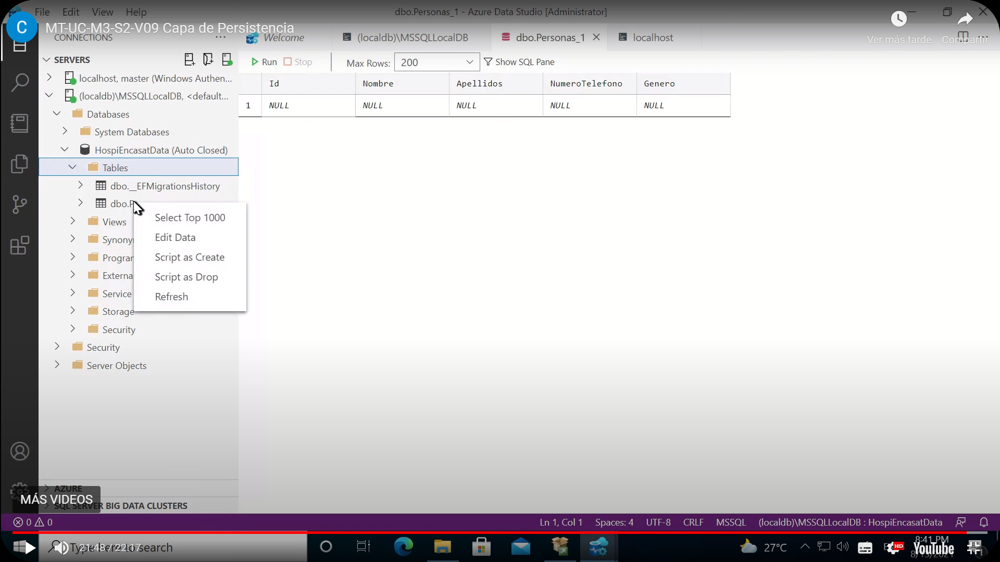 File Edit View Help
dbo.Personas_1 - Azure Data Studio [Administrator]
C
MT-UC-M3-S2-V09 Capa de Persistencia
Ver más tarde
Compartir
CONNECTIONS
Welcome
(localdb)\MSSQLLocalDB
dbo.Personas_1
localhost
SERVERS
Run
Stop
Max Rows:
200
Show SQL Pane
localhost, master (Windows Authen...
(localdb)\MSSQLLocalDB, <default...
Databases
System Databases
HospiEncasatData (Auto Closed)
Tables
dbo.__EFMigrationsHistory
dbo.P
Views
Synony
Program
Externa
Service
Storage
Security
Security
Server Objects
Id Nombre Apellidos NumeroTelefono Genero
1 NULL NULL NULL NULL NULL
Select Top 1000
Edit Data
Script as Create
Script as Drop
Refresh
AZURE
MÁS VIDEOS
SQL SERVER BIG DATA CLUSTERS
0 0
Ln 1, Col 1
Spaces: 4
UTF-8
CRLF
MSSQL
(localdb)\MSSQLLocalDB : HospiEncasatData
21:48 / 22:17
Type here to search
27°C
HD
YouTube
8:41 PM